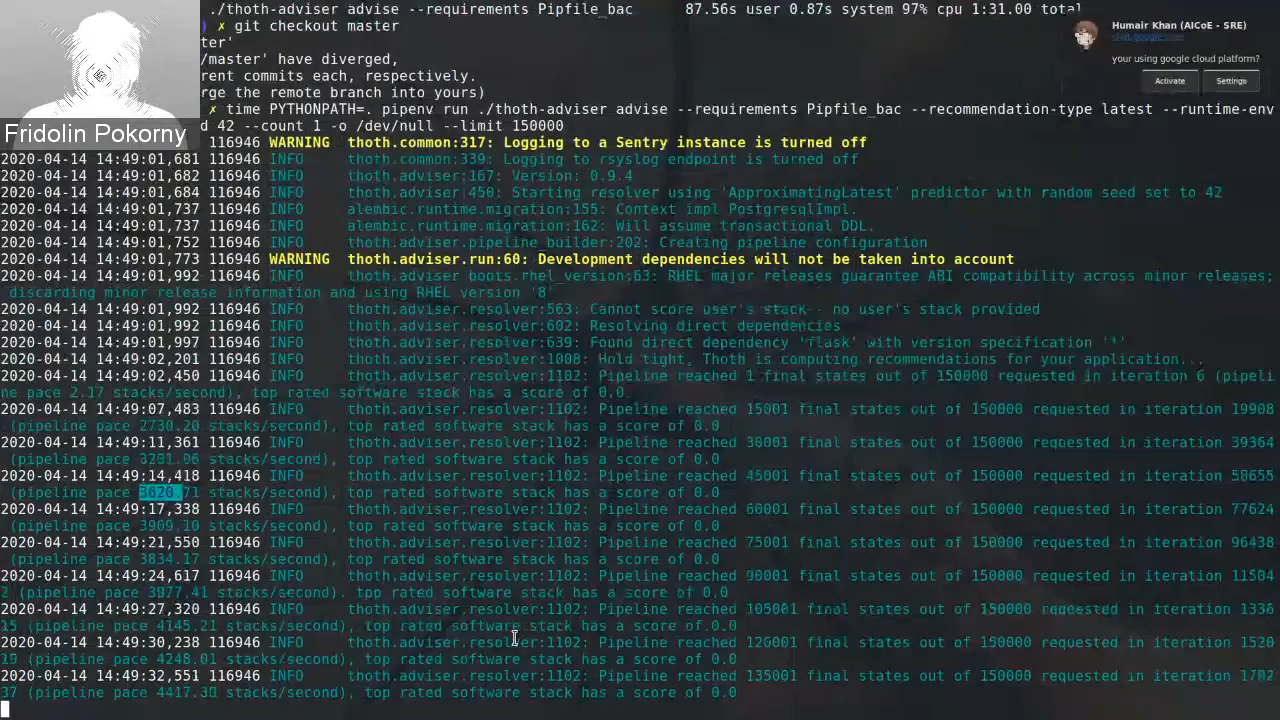 ./thoth-adviser advise --requirements Pipfile_bac      87.56s user 0.87s system 97% cpu 1:31.00 total
) ✗ git checkout master
ter'
/master' have diverged,
rent commits each, respectively.
rge the remote branch into yours)
✗ time PYTHONPATH=. pipenv run ./thoth-adviser advise --requirements Pipfile_bac --recommendation-type latest --runtime-env
d 42 --count 1 -o /dev/null --limit 150000
Humair Khan (AICoE - SRE)
chat.google.com
your using google cloud platform?
Activate
Settings
Fridolin Pokorny
116946 WARNING  thoth.common:317: Logging to a Sentry instance is turned off
2020-04-14 14:49:01,681 116946 INFO     thoth.common:339: Logging to rsyslog endpoint is turned off
2020-04-14 14:49:01,682 116946 INFO     thoth.adviser:167: Version: 0.9.4
2020-04-14 14:49:01,684 116946 INFO     thoth.adviser:450: Starting resolver using 'ApproximatingLatest' predictor with random seed set to 42
2020-04-14 14:49:01,737 116946 INFO     alembic.runtime.migration:155: Context impl PostgresqlImpl.
2020-04-14 14:49:01,737 116946 INFO     alembic.runtime.migration:162: Will assume transactional DDL.
2020-04-14 14:49:01,752 116946 INFO     thoth.adviser.pipeline_builder:202: Creating pipeline configuration
2020-04-14 14:49:01,773 116946 WARNING  thoth.adviser.run:60: Development dependencies will not be taken into account
2020-04-14 14:49:01,992 116946 INFO     thoth.adviser.boots.rhel_version:63: RHEL major releases guarantee ABI compatibility across minor releases;
discarding minor release information and using RHEL version '8'
2020-04-14 14:49:01,992 116946 INFO     thoth.adviser.resolver:563: Cannot score user's stack - no user's stack provided
2020-04-14 14:49:01,992 116946 INFO     thoth.adviser.resolver:602: Resolving direct dependencies
2020-04-14 14:49:01,997 116946 INFO     thoth.adviser.resolver:639: Found direct dependency 'flask' with version specification '*'
2020-04-14 14:49:02,201 116946 INFO     thoth.adviser.resolver:1008: Hold tight, Thoth is computing recommendations for your application...
2020-04-14 14:49:02,450 116946 INFO     thoth.adviser.resolver:1102: Pipeline reached 1 final states out of 150000 requested in iteration 6 (pipeli
ne pace 2.17 stacks/second), top rated software stack has a score of 0.0
2020-04-14 14:49:07,483 116946 INFO     thoth.adviser.resolver:1102: Pipeline reached 15001 final states out of 150000 requested in iteration 19908
(pipeline pace 2730.20 stacks/second), top rated software stack has a score of 0.0
2020-04-14 14:49:11,361 116946 INFO     thoth.adviser.resolver:1102: Pipeline reached 30001 final states out of 150000 requested in iteration 39364
(pipeline pace 3201.06 stacks/second), top rated software stack has a score of 0.0
2020-04-14 14:49:14,418 116946 INFO     thoth.adviser.resolver:1102: Pipeline reached 45001 final states out of 150000 requested in iteration 58655
(pipeline pace 3620.71 stacks/second), top rated software stack has a score of 0.0
2020-04-14 14:49:17,338 116946 INFO     thoth.adviser.resolver:1102: Pipeline reached 60001 final states out of 150000 requested in iteration 77624
(pipeline pace 3909.10 stacks/second), top rated software stack has a score of 0.0
2020-04-14 14:49:21,550 116946 INFO     thoth.adviser.resolver:1102: Pipeline reached 75001 final states out of 150000 requested in iteration 96438
(pipeline pace 3834.17 stacks/second), top rated software stack has a score of 0.0
2020-04-14 14:49:24,617 116946 INFO     thoth.adviser.resolver:1102: Pipeline reached 90001 final states out of 150000 requested in iteration 11504
2 (pipeline pace 3977.41 stacks/second), top rated software stack has a score of 0.0
2020-04-14 14:49:27,320 116946 INFO     thoth.adviser.resolver:1102: Pipeline reached 105001 final states out of 150000 requested in iteration 1336
15 (pipeline pace 4145.21 stacks/second), top rated software stack has a score of 0.0
2020-04-14 14:49:30,238 116946 INFO     thoth.adviser.resolver:1102: Pipeline reached 120001 final states out of 150000 requested in iteration 1520
19 (pipeline pace 4248.01 stacks/second), top rated software stack has a score of 0.0
2020-04-14 14:49:32,551 116946 INFO     thoth.adviser.resolver:1102: Pipeline reached 135001 final states out of 150000 requested in iteration 1702
37 (pipeline pace 4417.30 stacks/second), top rated software stack has a score of 0.0